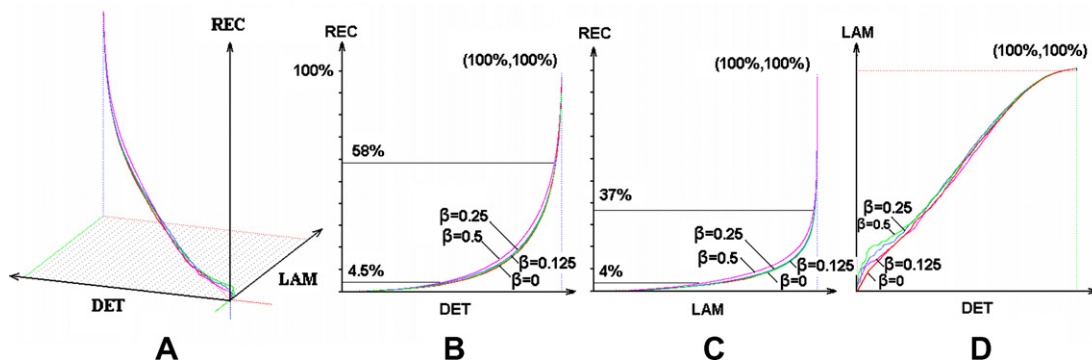 REC
DET
LAM
A
REC
(100%,100%)
100%
58%
β=0.25
β=0.5
β=0.125
β=0
4.5%
DET
B
REC
(100%,100%)
37%
β=0.25
β=0.5
β=0.125
β=0
4%
LAM
C
LAM
(100%,100%)
β=0.25
β=0.5
β=0.125
β=0
DET
D